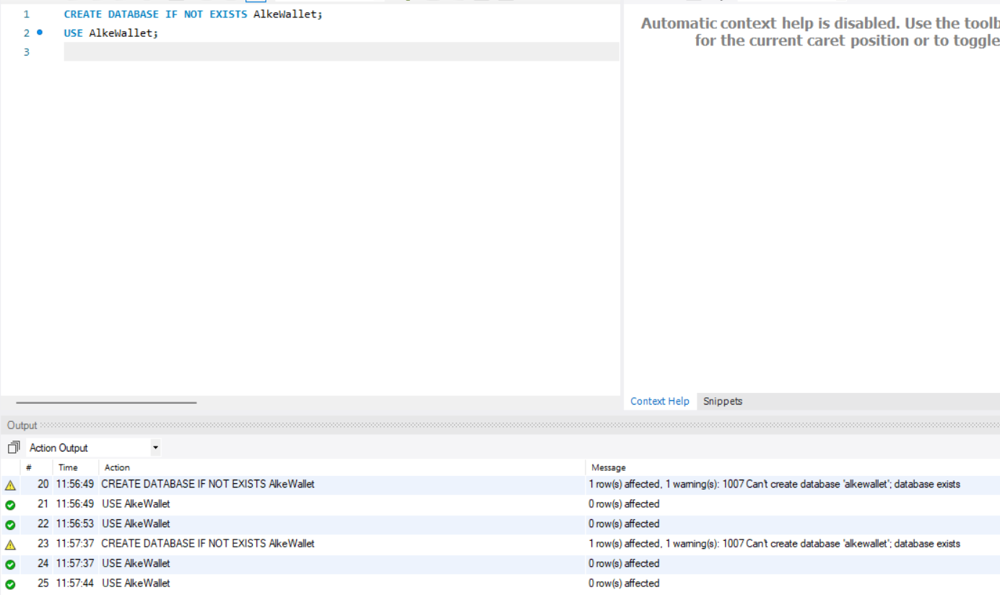 1 CREATE DATABASE IF NOT EXISTS AlkeWallet;
2 USE AlkeWallet;
3
Automatic context help is disabled. Use the toolb
for the current caret position or to toggle
Context Help Snippets
Output
Action Output
# Time Action Message
20 11:56:49 CREATE DATABASE IF NOT EXISTS AlkeWallet 1 row(s) affected, 1 warning(s): 1007 Can't create database 'alkewallet'; database exists
21 11:56:49 USE AlkeWallet 0 row(s) affected
22 11:56:53 USE AlkeWallet 0 row(s) affected
23 11:57:37 CREATE DATABASE IF NOT EXISTS AlkeWallet 1 row(s) affected, 1 warning(s): 1007 Can't create database 'alkewallet'; database exists
24 11:57:37 USE AlkeWallet 0 row(s) affected
25 11:57:44 USE AlkeWallet 0 row(s) affected